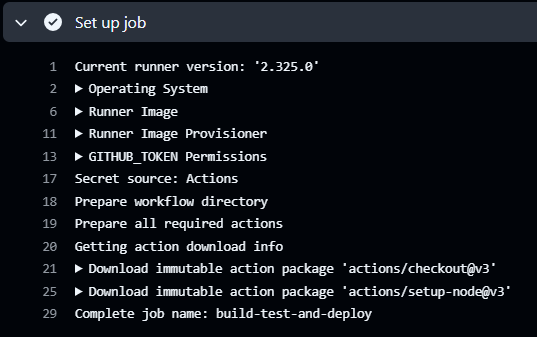 Set up job
1 Current runner version: '2.325.0'
2 ▶ Operating System
6 ▶ Runner Image
11 ▶ Runner Image Provisioner
13 ▶ GITHUB_TOKEN Permissions
17 Secret source: Actions
18 Prepare workflow directory
19 Prepare all required actions
20 Getting action download info
21 ▶ Download immutable action package 'actions/checkout@v3'
25 ▶ Download immutable action package 'actions/setup-node@v3'
29 Complete job name: build-test-and-deploy